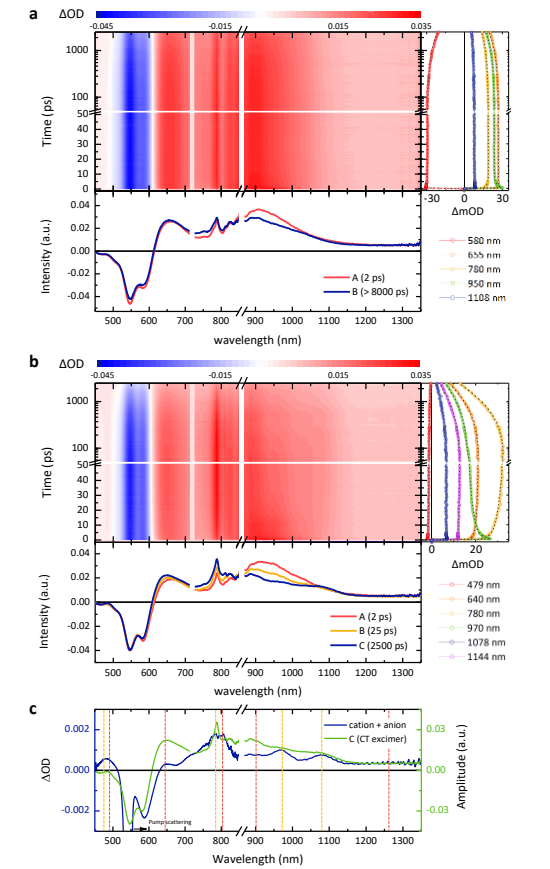 a
ΔOD
-0.045 -0.015 0.015 0.035
Time (ps)
1000
100
50
40
30
20
10
0
-30 0 30
ΔmOD
Intensity (a.u.)
0.04
0.02
0.00
-0.02
-0.04
A (2 ps)
B (> 8000 ps)
500 600 700 800 900 1000 1100 1200 1300
wavelength (nm)
580 nm
655 nm
780 nm
950 nm
1108 nm
b
ΔOD
-0.045 -0.015 0.015 0.035
Time (ps)
1000
100
50
40
30
20
10
0
0 20
ΔmOD
Intensity (a.u.)
0.04
0.02
0.00
-0.02
-0.04
A (2 ps)
B (25 ps)
C (2500 ps)
500 600 700 800 900 1000 1100 1200 1300
wavelength (nm)
479 nm
640 nm
780 nm
970 nm
1078 nm
1144 nm
c
ΔOD
0.002
0.000
-0.002
cation + anion
C (CT excimer)
Pump scattering
0.03
0.00
-0.03
Amplitude (a.u.)
500 600 700 800 900 1000 1100 1200 1300
Wavelength (nm)